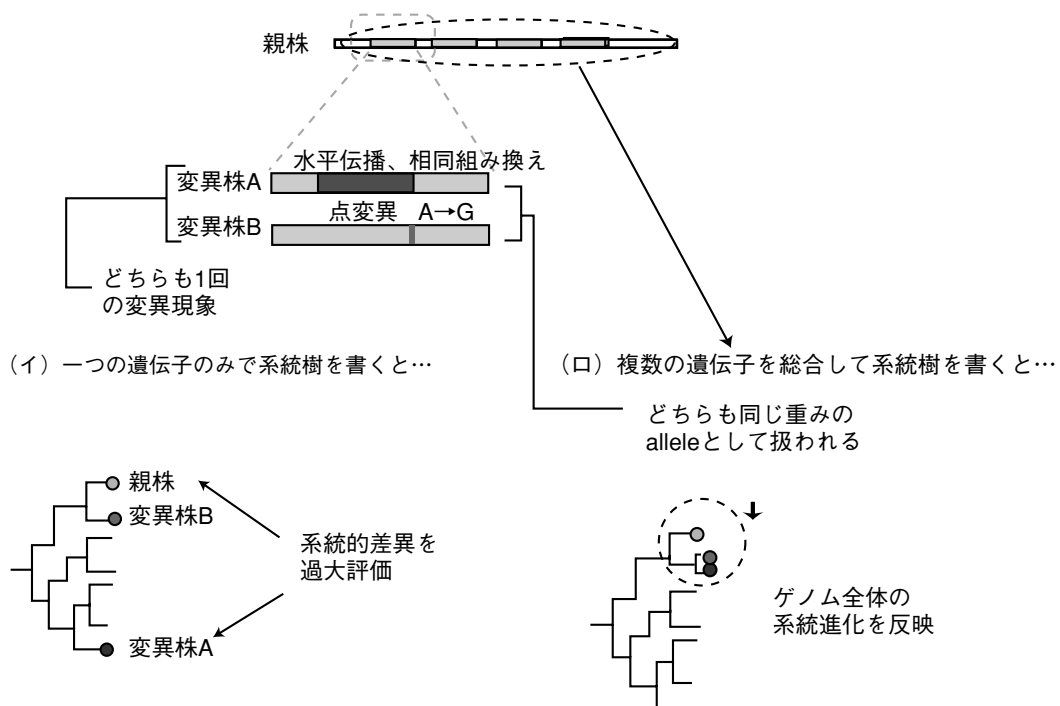 親株
水平伝播、相同組み換え
変異株A
点変異 A→G
変異株B
どちらも1回
の変異現象
（イ）一つの遺伝子のみで系統樹を書くと…
（ロ）複数の遺伝子を総合して系統樹を書くと…
どちらも同じ重みの
alleleとして扱われる
親株
変異株B
系統的差異を
過大評価
変異株A
ゲノム全体の
系統進化を反映